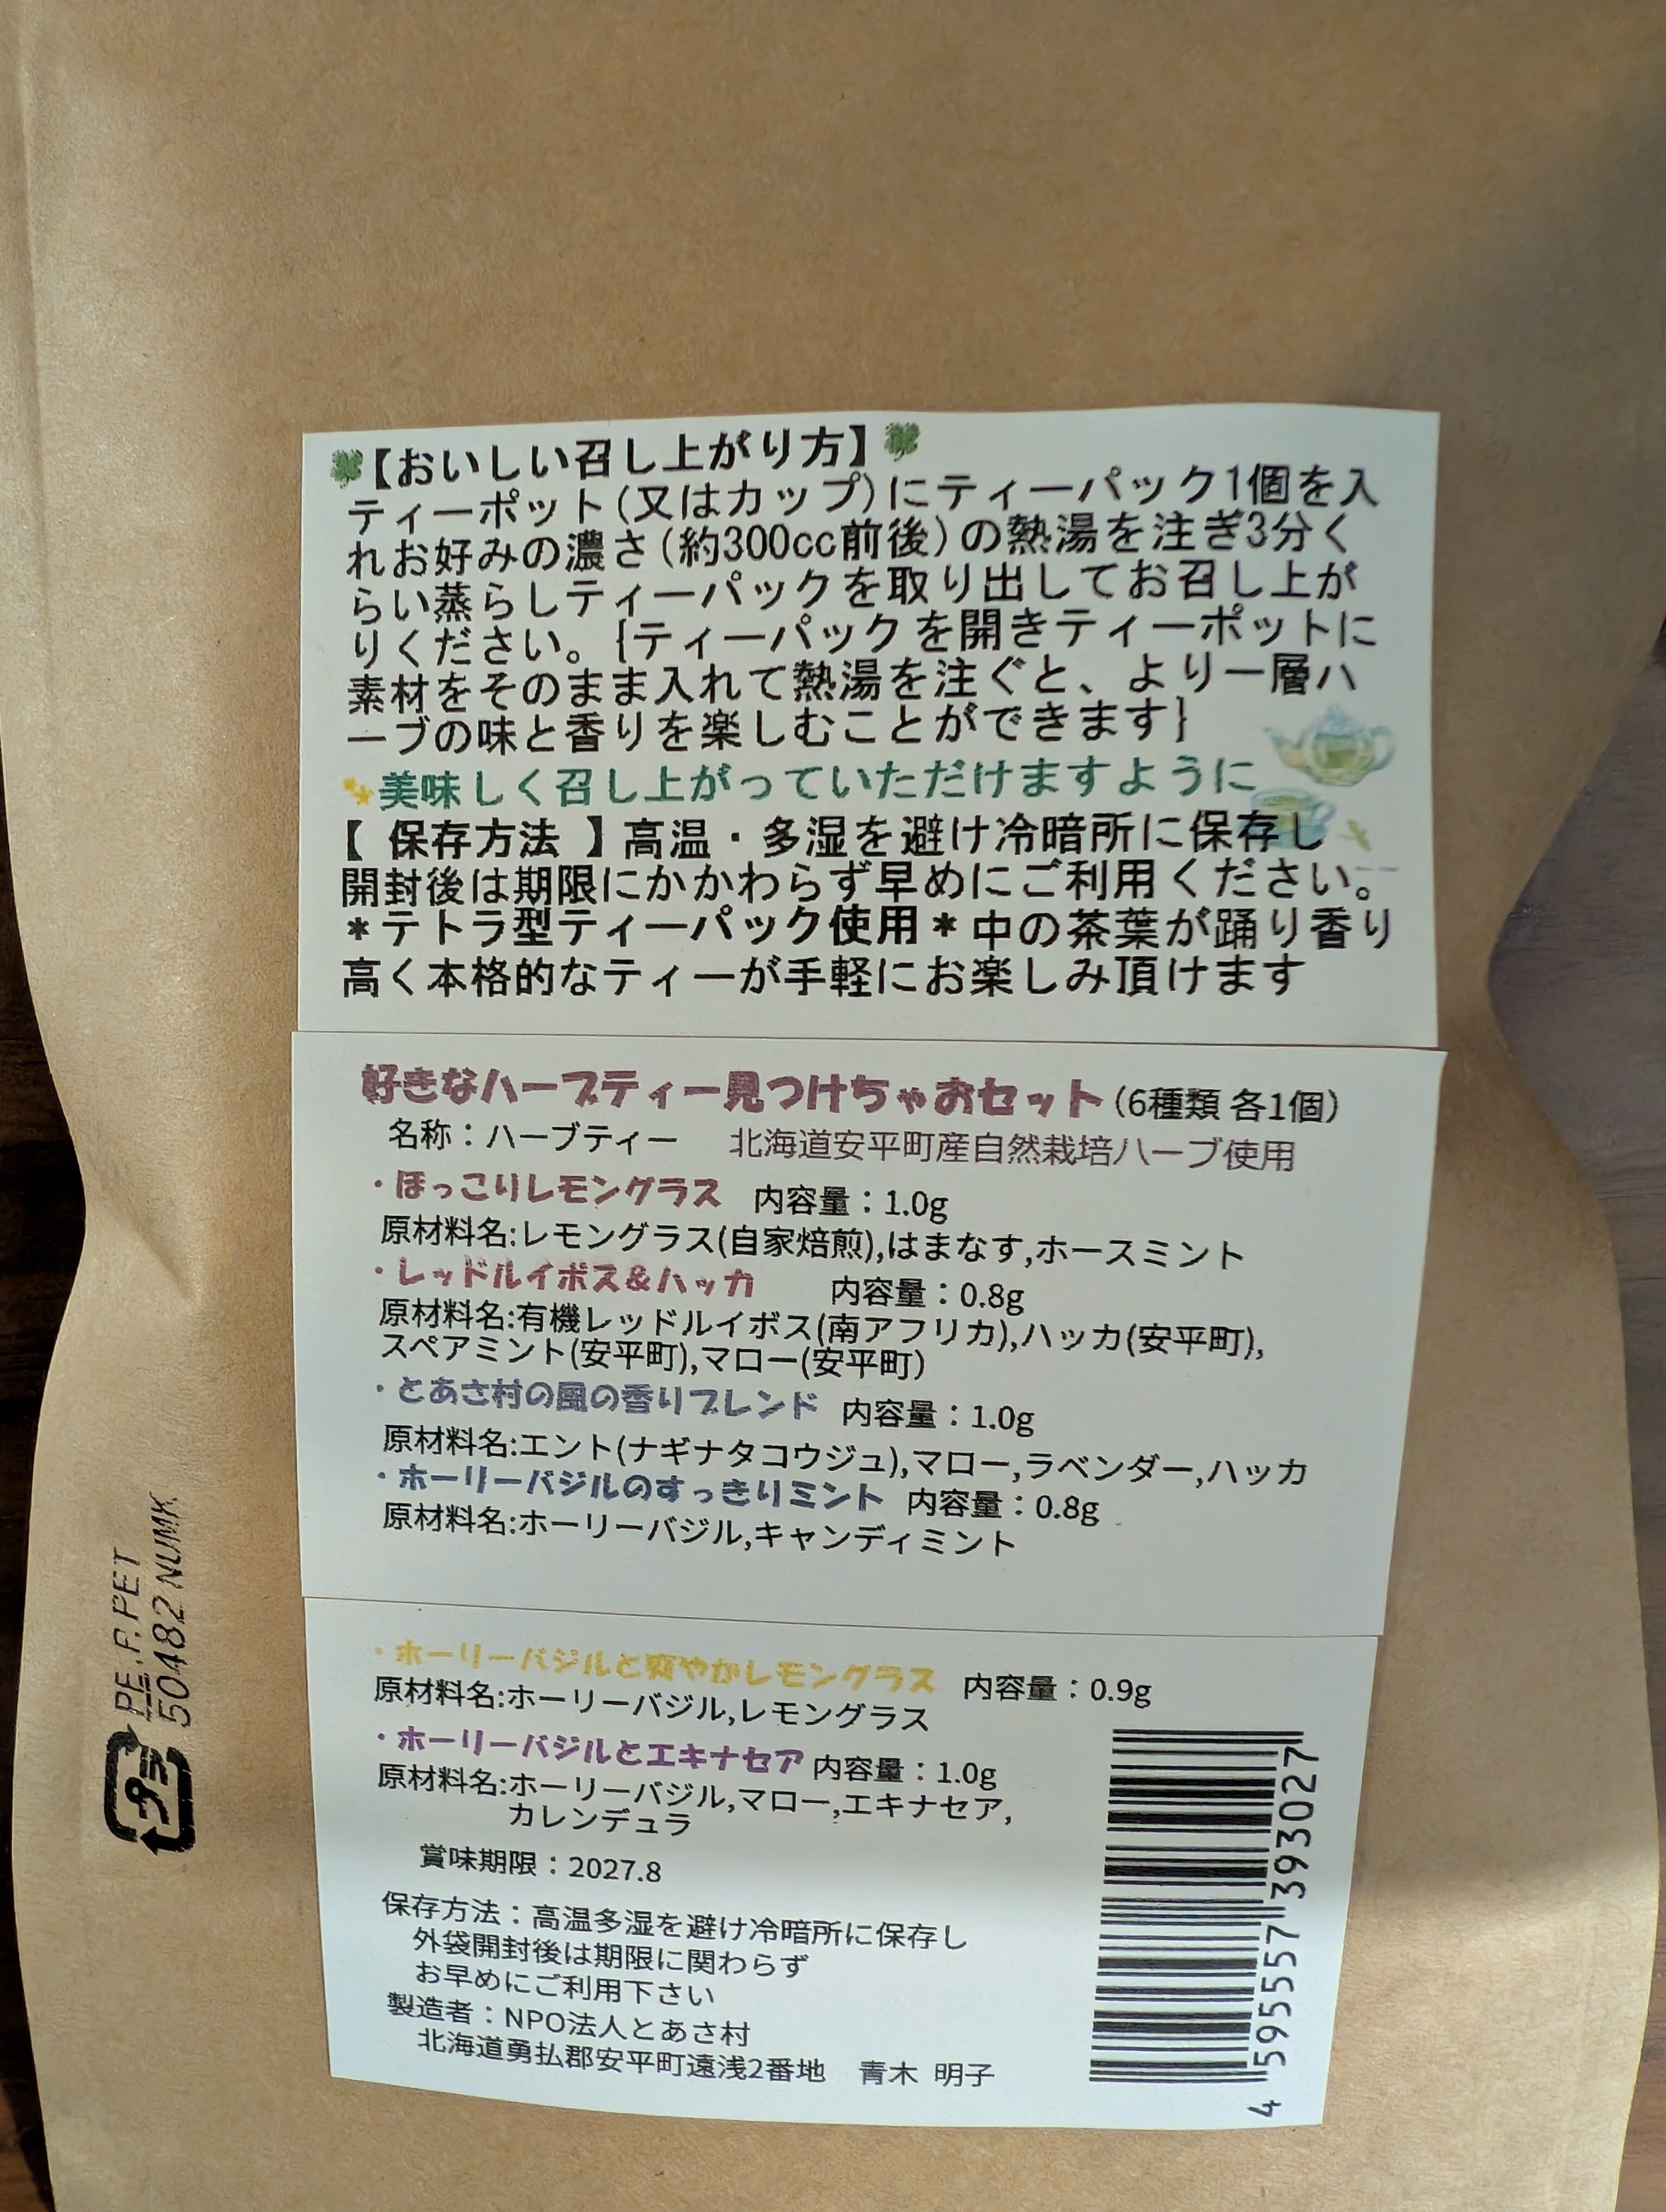 【おいしい召し上がり方】
ティーポット(又はカップ)にティーパック1個を入
れお好みの濃さ(約300cc前後)の熱湯を注ぎ3分く
らい蒸らしティーパックを取り出してお召し上が
りください。{ティーパックを開きティーポットに
素材をそのまま入れて熱湯を注ぐと、より一層ハ
ーブの味と香りを楽しむことができます}
美味しく召し上がっていただけますように
【 保存方法 】高温・多湿を避け冷暗所に保存し
開封後は期限にかかわらず早めにご利用ください。
*テトラ型ティーパック使用*中の茶葉が踊り香り
高く本格的なティーが手軽にお楽しみ頂けます
好きなハーブティー見つけちゃおセット(6種類 各1個)
名称:ハーブティー 北海道安平町産自然栽培ハーブ使用
・ほっこりレモングラス 内容量:1.0g
原材料名:レモングラス(自家焙煎),はまなす,ホースミント
・レッドルイボス&ハッカ 内容量:0.8g
原材料名:有機レッドルイボス(南アフリカ),ハッカ(安平町),
スペアミント(安平町),マロー(安平町)
・とあさ村の風の香りブレンド 内容量:1.0g
原材料名:エント(ナギナタコウジュ),マロー,ラベンダー,ハッカ
・ホーリーバジルのすっきりミント 内容量:0.8g
原材料名:ホーリーバジル,キャンディミント
・ホーリーバジルと爽やかレモングラス 内容量:0.9g
原材料名:ホーリーバジル,レモングラス
・ホーリーバジルとエキナセア 内容量:1.0g
原材料名:ホーリーバジル,マロー,エキナセア,
カレンデュラ
賞味期限:2027.8
保存方法:高温多湿を避け冷暗所に保存し
外袋開封後は期限に関わらず
お早めにご利用下さい
製造者:NPO法人とあさ村
北海道勇払郡安平町遠浅2番地 青木 明子
4 595557 393027
プラ
PE.P.PET
50482 NUMK